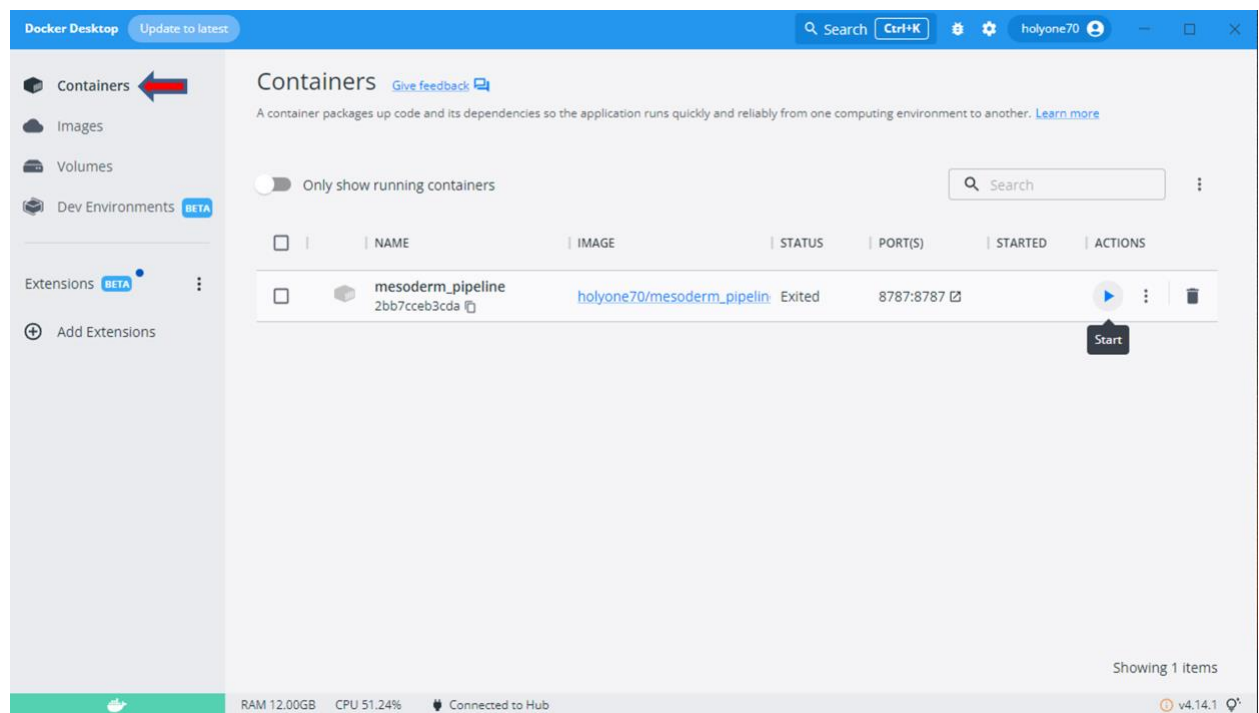 Docker Desktop Update to latest Search Ctrl+K holyone70
Containers
Images
Volumes
Dev Environments BETA
Extensions BETA
Add Extensions
Containers Give feedback
A container packages up code and its dependencies so the application runs quickly and reliably from one computing environment to another. Learn more
Only show running containers Search
NAME IMAGE STATUS PORT(S) STARTED ACTIONS
mesoderm_pipeline
2bb7cceb3cda holyone70/mesoderm_pipelin Exited 8787:8787
Start
Showing 1 items
RAM 12.00GB CPU 51.24% Connected to Hub v4.14.1